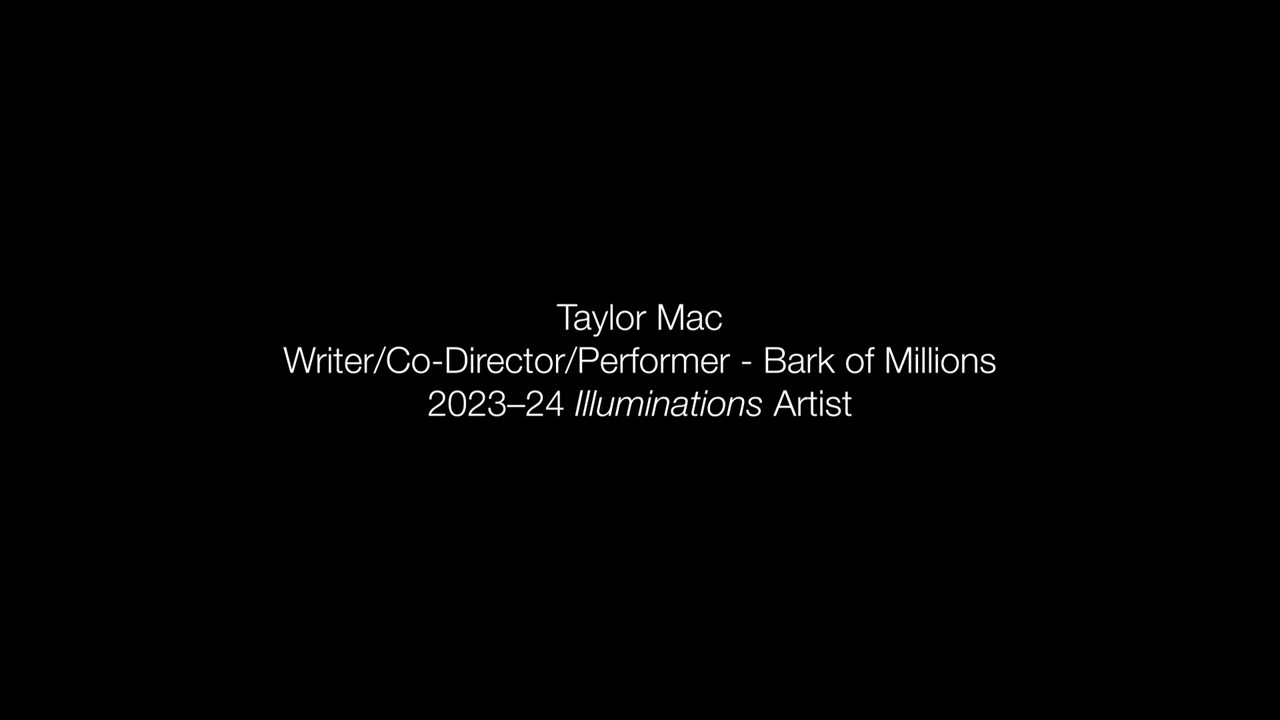 Taylor Mac
Writer/Co-Director/Performer - Bark of Millions
2023–24 Illuminations Artist